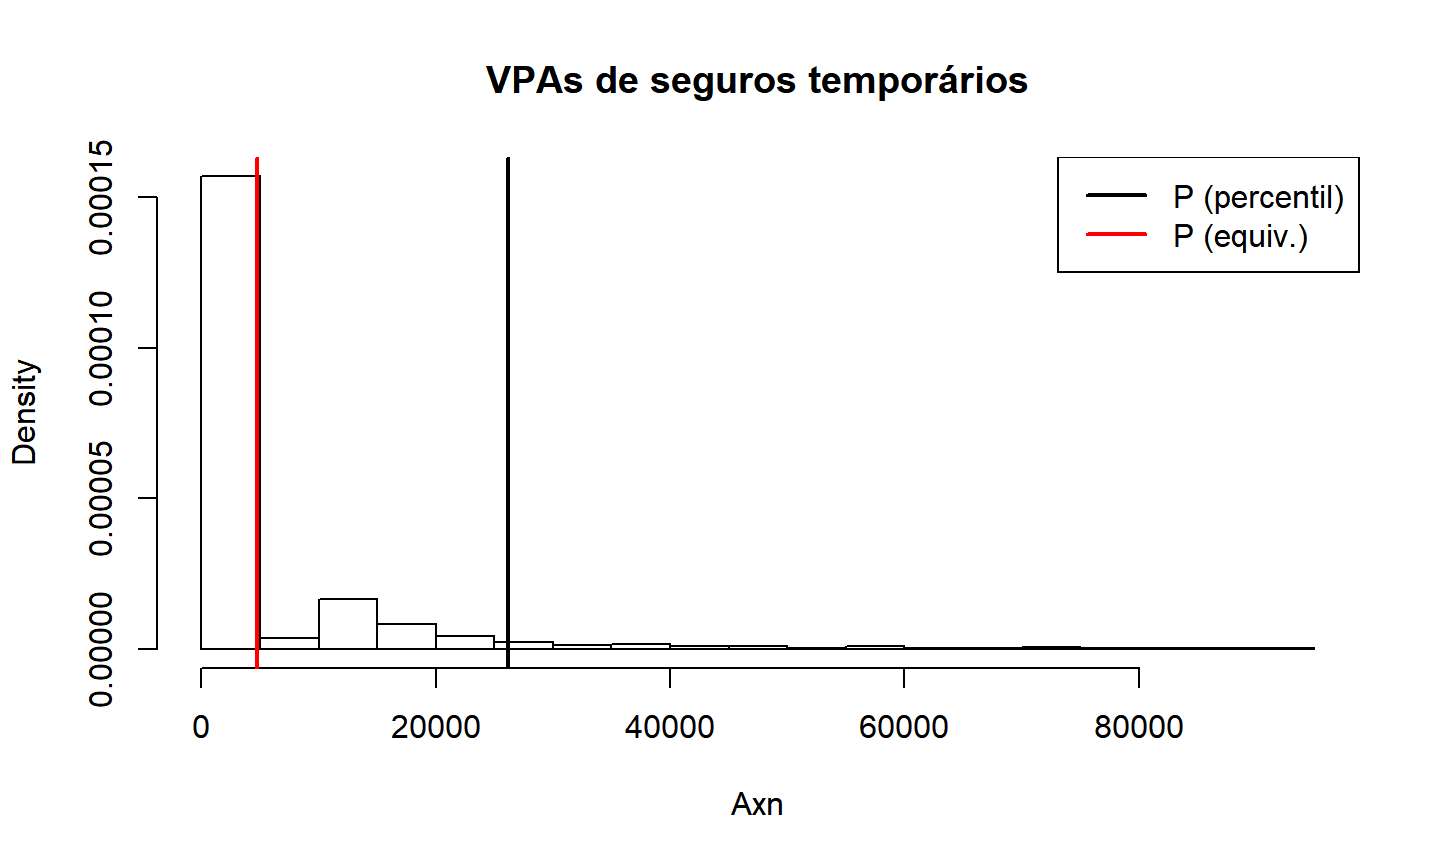 VPAs de seguros temporários
P (percentil)
P (equiv.)
Density
0.00015
0.00010
0.00005
0.00000
0
20000
40000
60000
80000
Axn